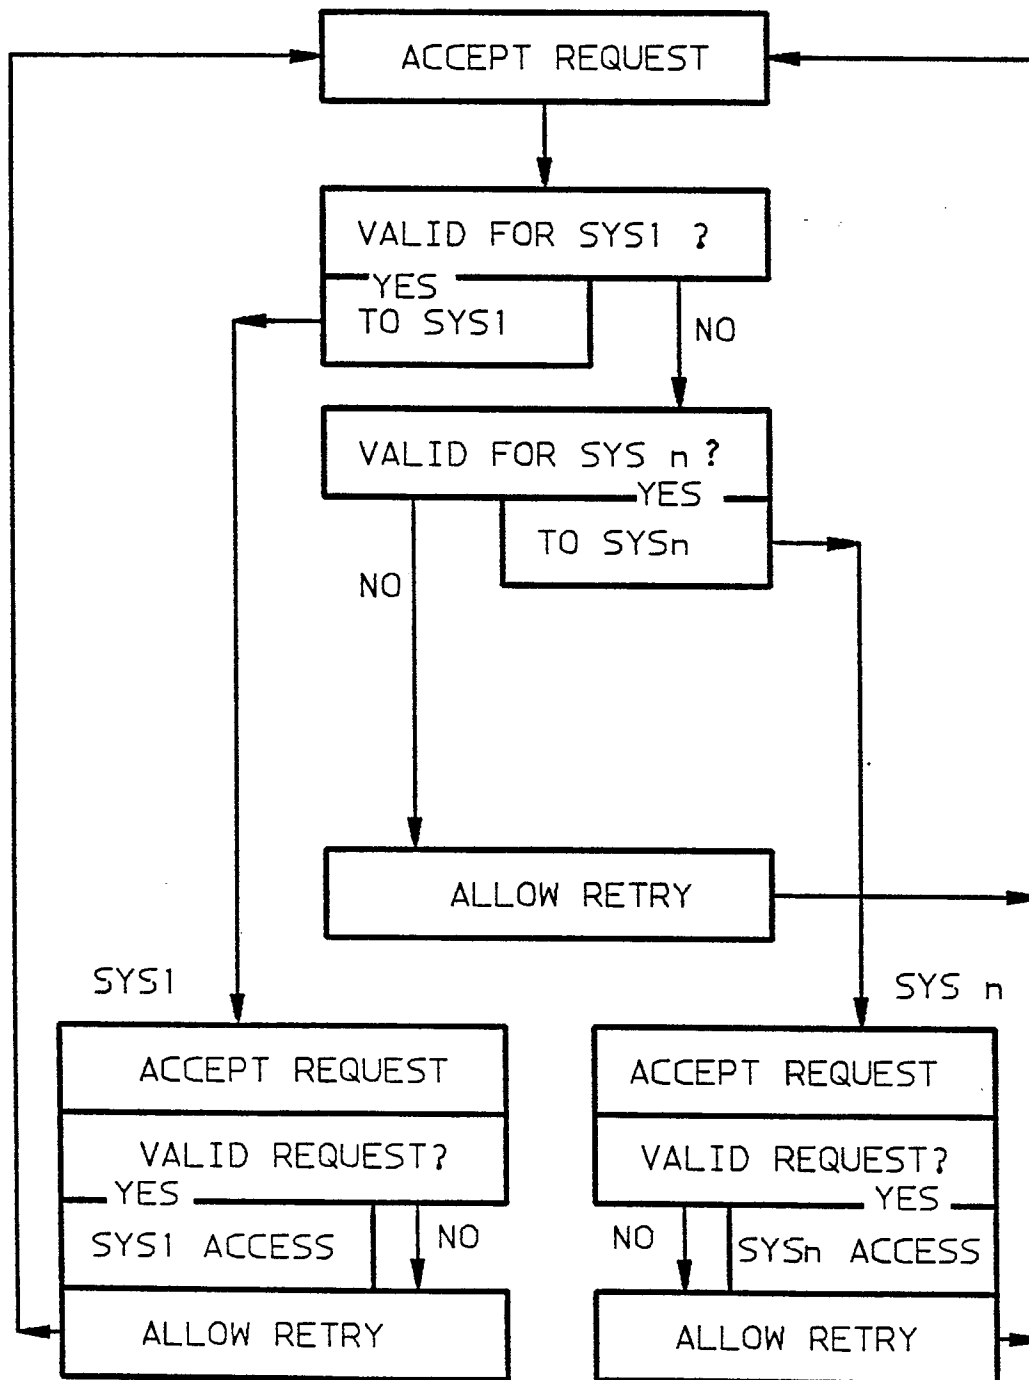 ACCEPT REQUEST
VALID FOR SYS1 ?
YES
TO SYS1
NO
VALID FOR SYS n ?
YES
TO SYSn
NO
ALLOW RETRY
SYS1
SYS n
ACCEPT REQUEST
ACCEPT REQUEST
VALID REQUEST?
VALID REQUEST?
YES
YES
SYS1 ACCESS
NO
NO
SYSn ACCESS
ALLOW RETRY
ALLOW RETRY